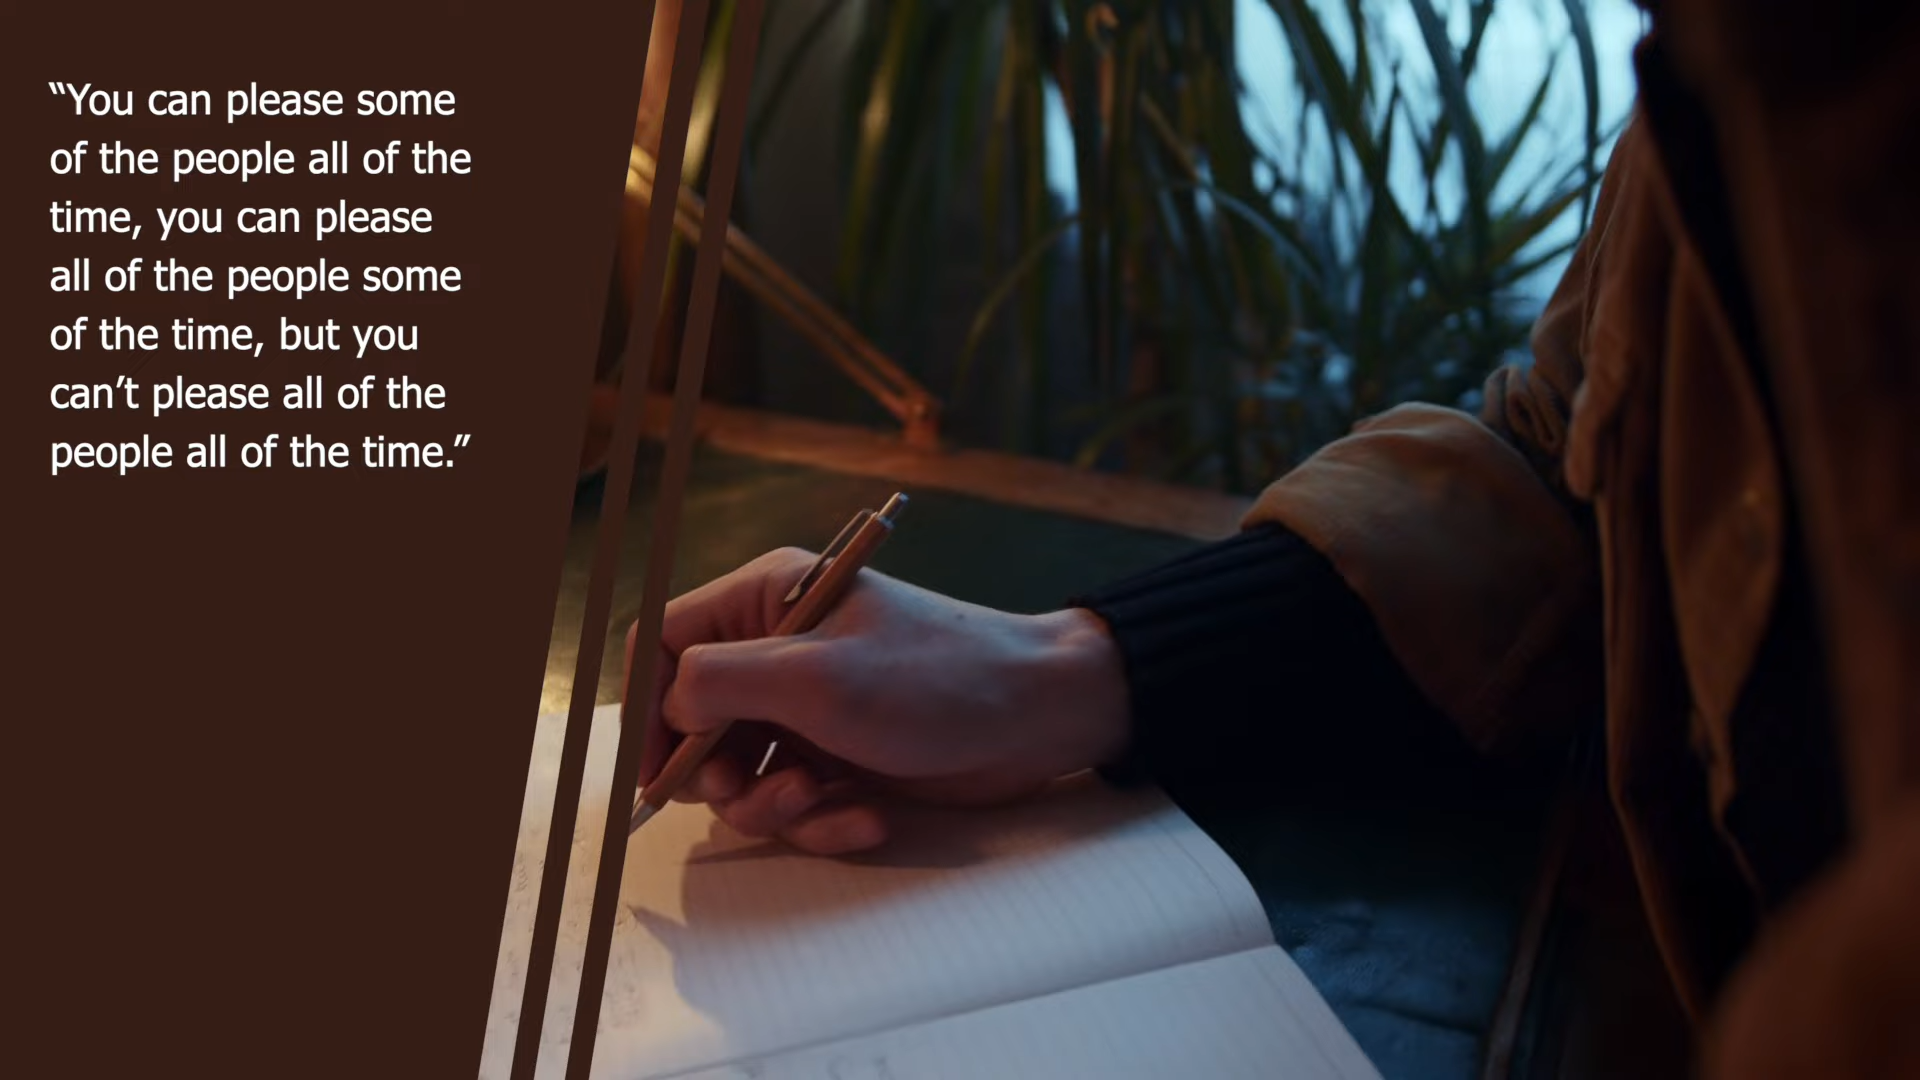 “You can please some
of the people all of the
time, you can please
all of the people some
of the time, but you
can’t please all of the
people all of the time.”